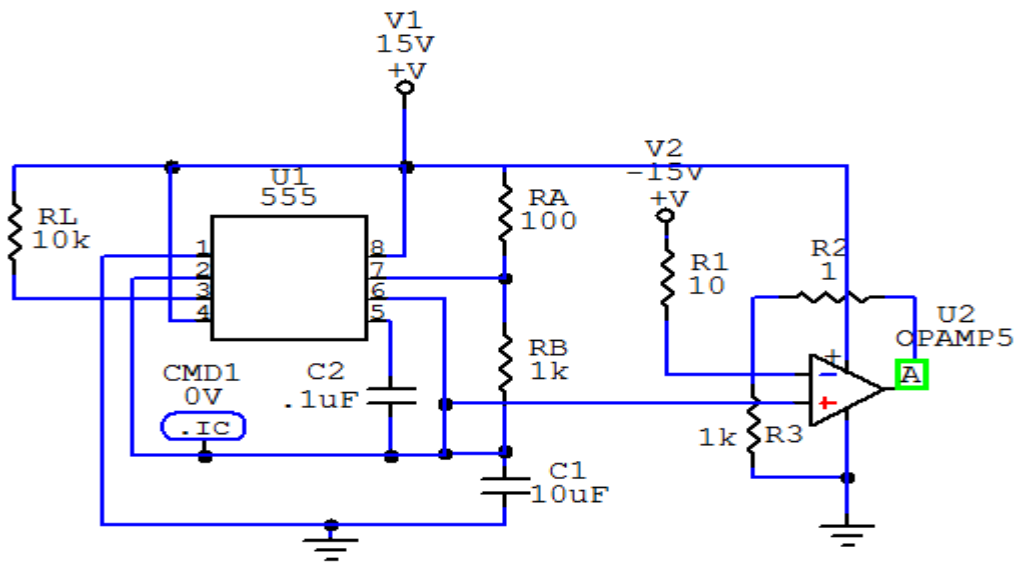 V1
15V
+V
V2
-15V
+V
U1
555
RA
100
RL
10k
1
2
3
4
8
7
6
5
R1
10
R2
1
U2
OPAMP5
RB
1k
CMD1
0V
.IC
C2
.1uF
+
-
+
A
1k
R3
C1
10uF